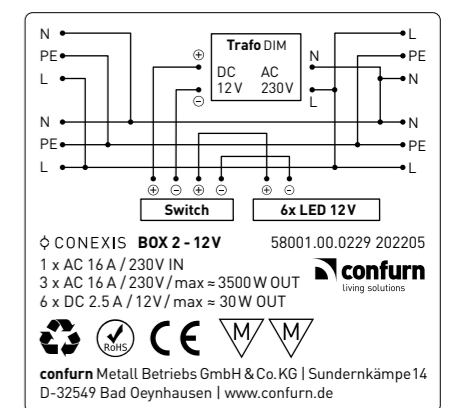 N L
PE Trafo DIM N PE
L DC 12V AC 230V L N
⊕ ⊖
N N
PE PE
L L
⊕ ⊖ ⊕ ⊖ ⊕ ⊖
Switch 6x LED 12V
CONEXIS BOX 2 - 12V 58001.00.0229 202205
1 x AC 16 A / 230V IN
3 x AC 16 A / 230V / max ≈ 3500W OUT
6 x DC 2.5 A / 12V / max ≈ 30W OUT
confurn
living solutions
RoHS CE M M
confurn Metall Betriebs GmbH & Co. KG | Sundernkämpe 14
D-32549 Bad Oeynhausen | www.confurn.de